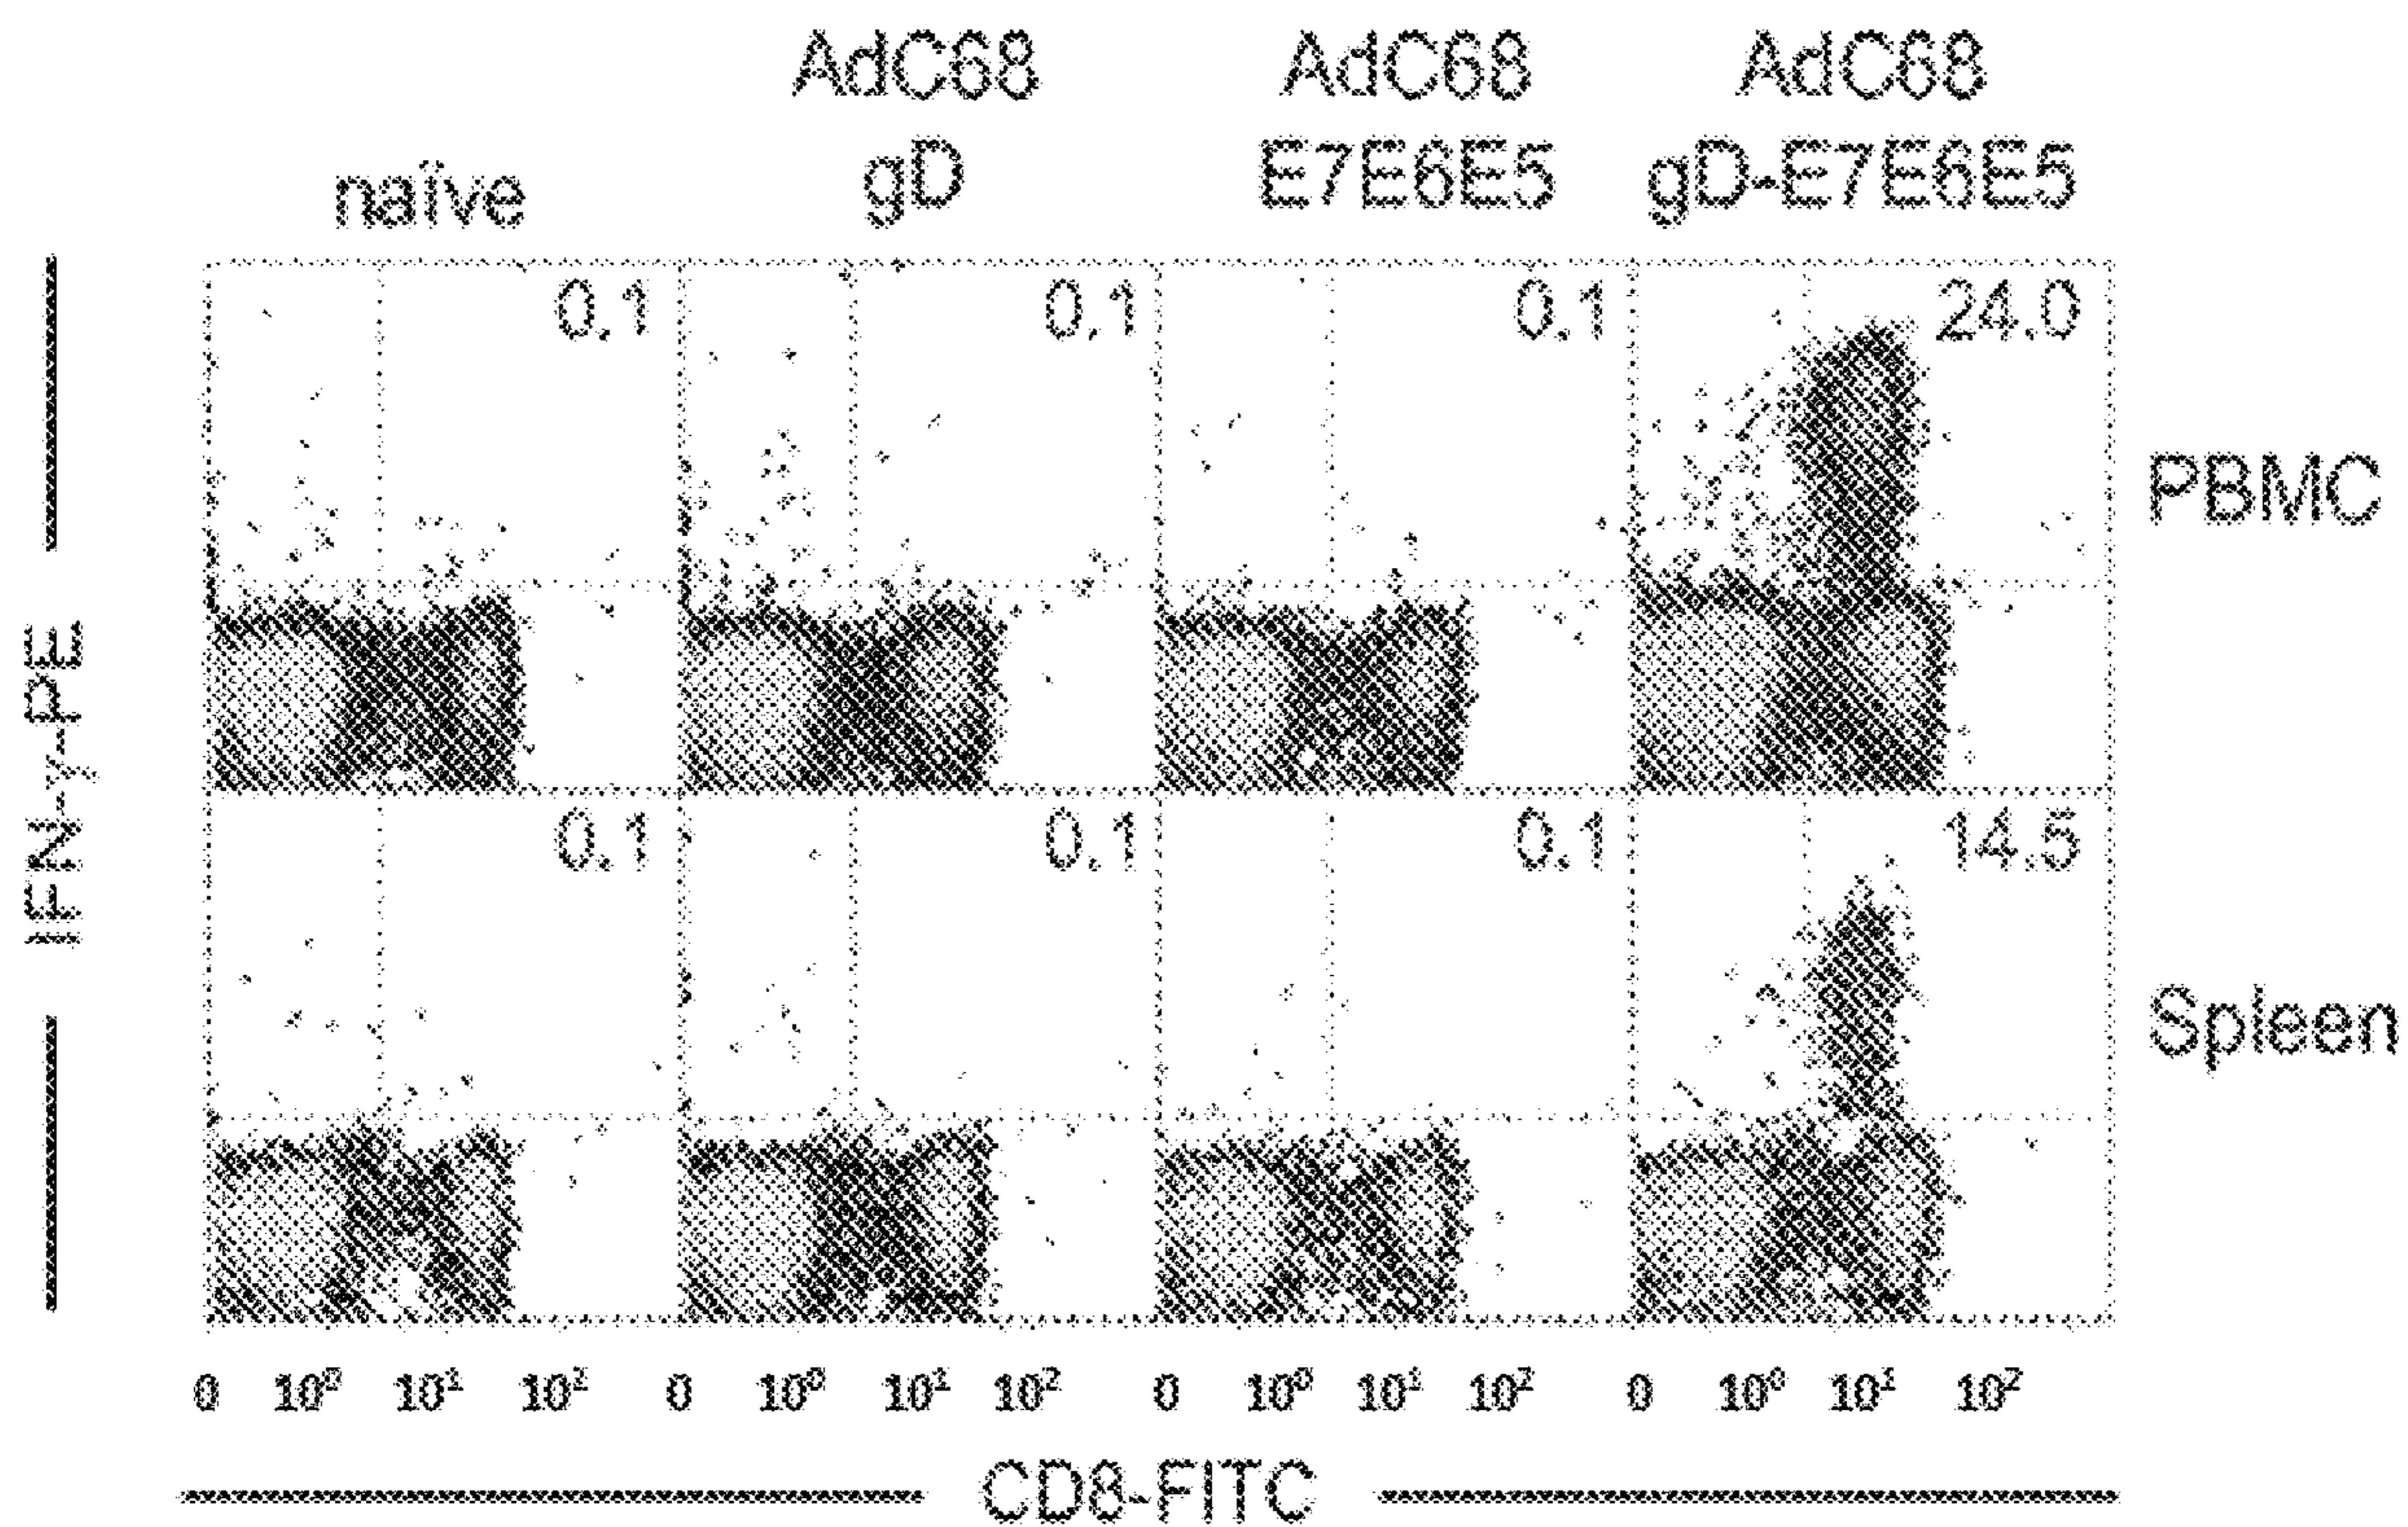 AdC68 AdC68 AdC68
naïve gD E7E6E5 gD-E7E6E5
0.1 0.1 0.1 24.0
PBMC
IFN-γ-PE
0.1 0.1 0.1 14.5
Spleen
0 10⁰ 10¹ 10² 0 10⁰ 10¹ 10² 0 10⁰ 10¹ 10² 0 10⁰ 10¹ 10²
CD8-FITC